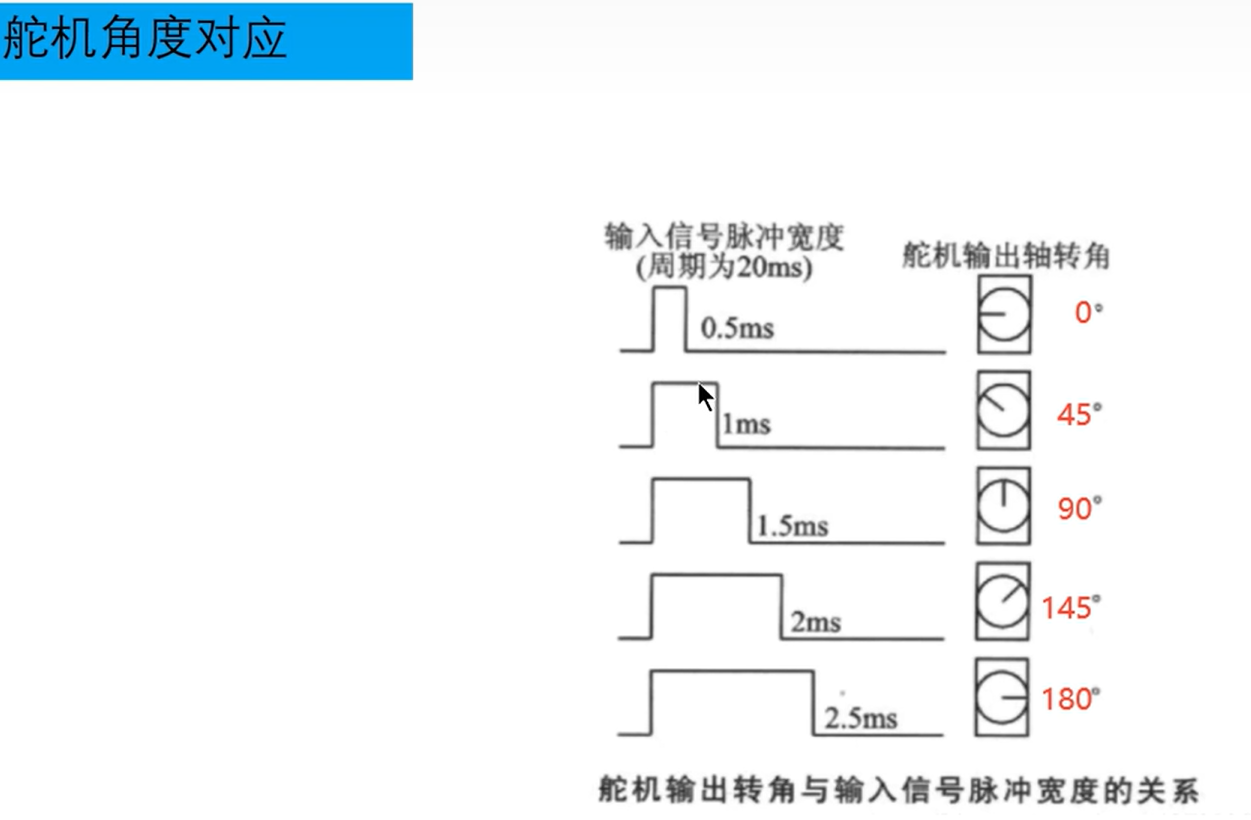 舵机角度对应
输入信号脉冲宽度
(周期为20ms)
舵机输出轴转角
0.5ms
0°
1ms
45°
1.5ms
90°
2ms
145°
2.5ms
180°
舵机输出转角与输入信号脉冲宽度的关系